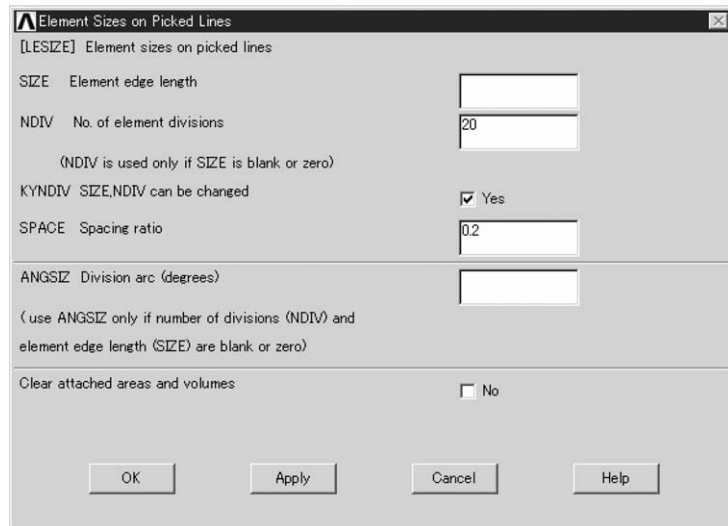 Element Sizes on Picked Lines
[LESIZE] Element sizes on picked lines
SIZE Element edge length
NDIV No. of element divisions
20
(NDIV is used only if SIZE is blank or zero)
KYNDIV SIZE,NDIV can be changed
Yes
SPACE Spacing ratio
0.2
ANGSIZ Division arc (degrees)
( use ANGSIZ only if number of divisions (NDIV) and
element edge length (SIZE) are blank or zero)
Clear attached areas and volumes
No
OK Apply Cancel Help